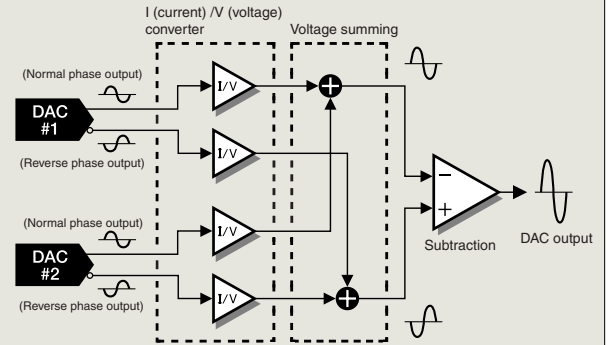 I (current) /V (voltage)
converter
Voltage summing
(Normal phase output)
I/V
DAC
#1
I/V
(Reverse phase output)
−
+
Subtraction
DAC output
(Normal phase output)
I/V
DAC
#2
I/V
(Reverse phase output)